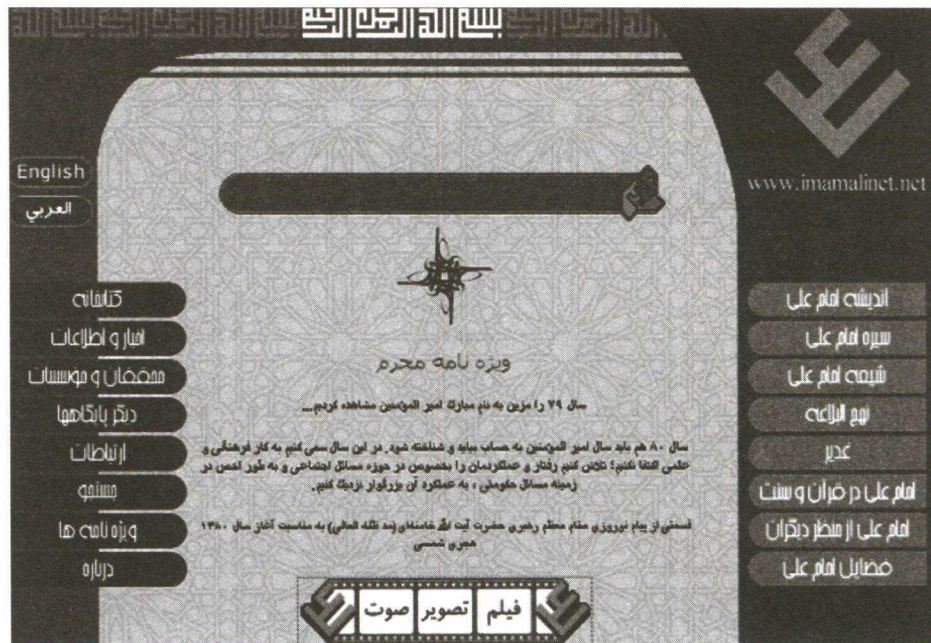 بسم الله الرحمن الرحيم
www.imamalinet.net
English
العربي
اندیشه امام علی
سیره امام علی
شیعه امام علی
نهج البلاغه
غدیر
امام علی در قرآن و سنت
امام علی از منظر دیگران
فضایل امام علی
کتابخانه
اخبار و اطلاعات
محققان و مؤسسات
دیگر پایگاهها
ارتباطات
جستجو
ویژه نامه ها
درباره
ویژه نامه محرم
سال ۷۹ را مزین به نام مبارک امیر المؤمنین مشاهده کردیم...
سال ۸۰ هم باید سال امیر المؤمنین به حساب بیاید و شناخته شود. در این سال سعی کنیم به کار فرهنگی و
علمی اکتفا نکنیم؛ تلاش کنیم رفتار و عملکردمان را بخصوص در حوزه مسائل اجتماعی و به طور اخص در
زمینه مسائل حکومتی، به عملکرد آن بزرگوار نزدیک کنیم.
قسمتی از پیام نوروزی مقام معظم رهبری حضرت آیت الله خامنه‌ای(مد ظله العالی) به مناسبت آغاز سال ۱۳۸۰
هجری شمسی
فیلم تصویر صوت